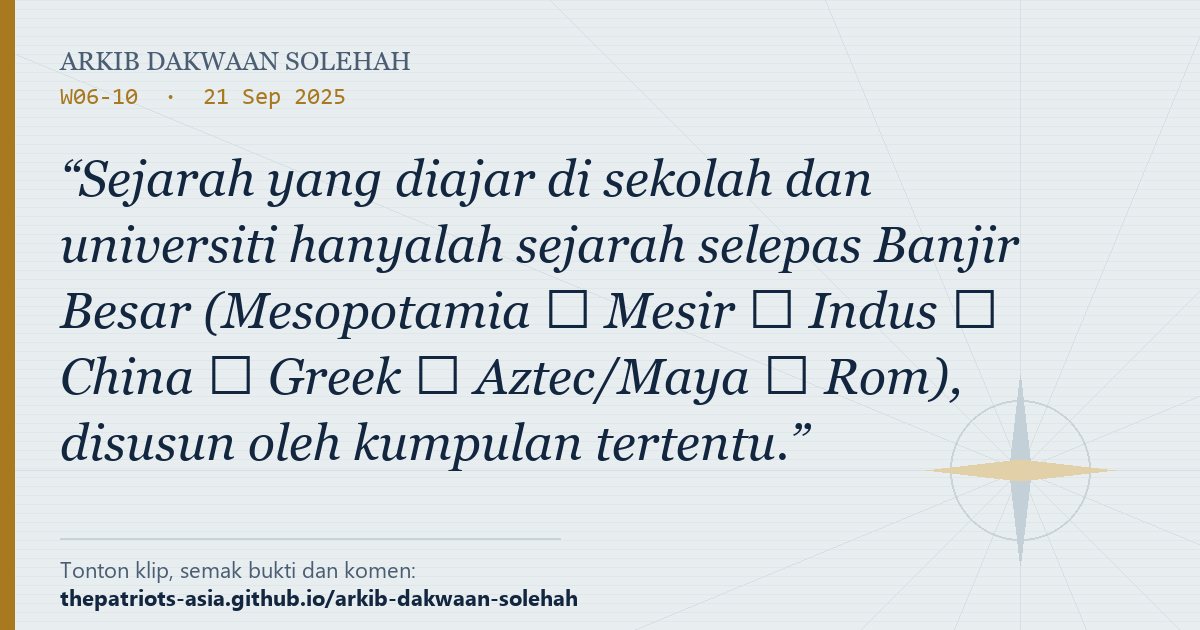 ARKIB DAKWAAN SOLEHAH
W06-10 · 21 Sep 2025
“Sejarah yang diajar di sekolah dan
universiti hanyalah sejarah selepas Banjir
Besar (Mesopotamia □ Mesir □ Indus □
China □ Greek □ Aztec/Maya □ Rom),
disusun oleh kumpulan tertentu.”
Tonton klip, semak bukti dan komen:
thepatriots-asia.github.io/arkib-dakwaan-solehah